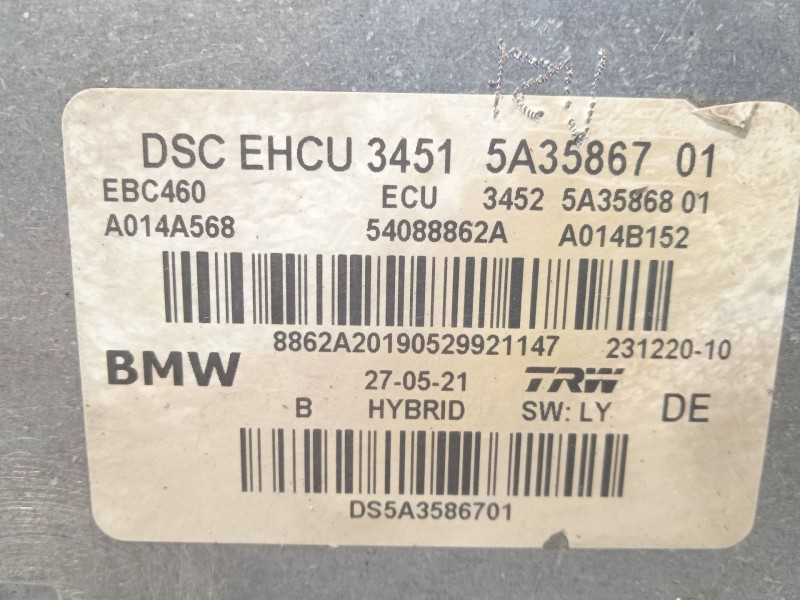 DSC EHCU 3451 5A35867 01
EBC460 ECU 3452 5A35868 01
A014A568 54088862A A014B152
8862A20190529921147 231220-10
BMW 27-05-21 TRW
B HYBRID SW: LY DE
DS5A3586701